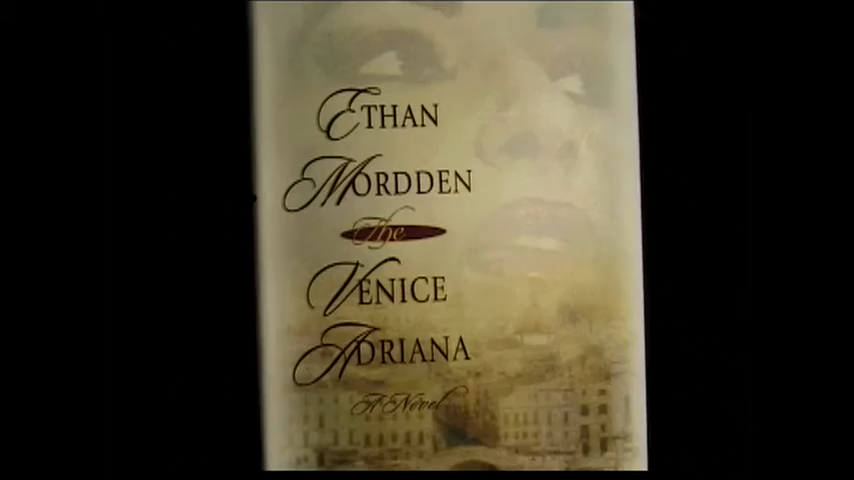 Ethan
Mordden
The
Venice
Adriana
A Novel